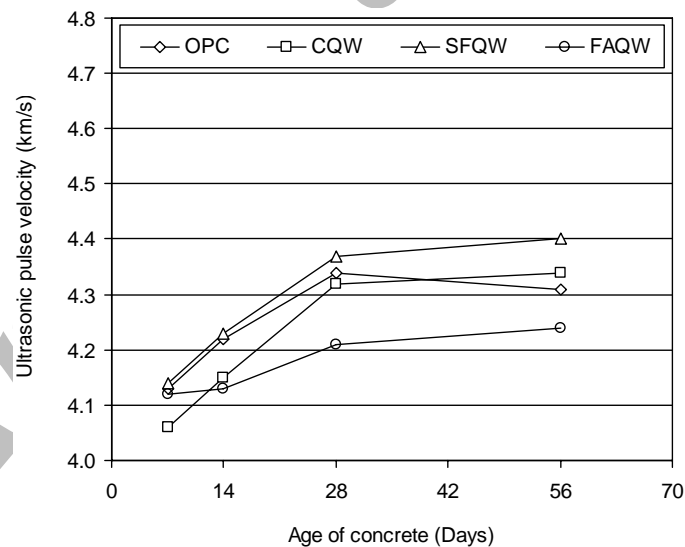 4.8
OPC CQW SFQW FAQW
4.7
4.6
4.5
4.4
4.3
4.2
4.1
4.0
Ultrasonic pulse velocity (km/s)
0 14 28 42 56 70
Age of concrete (Days)